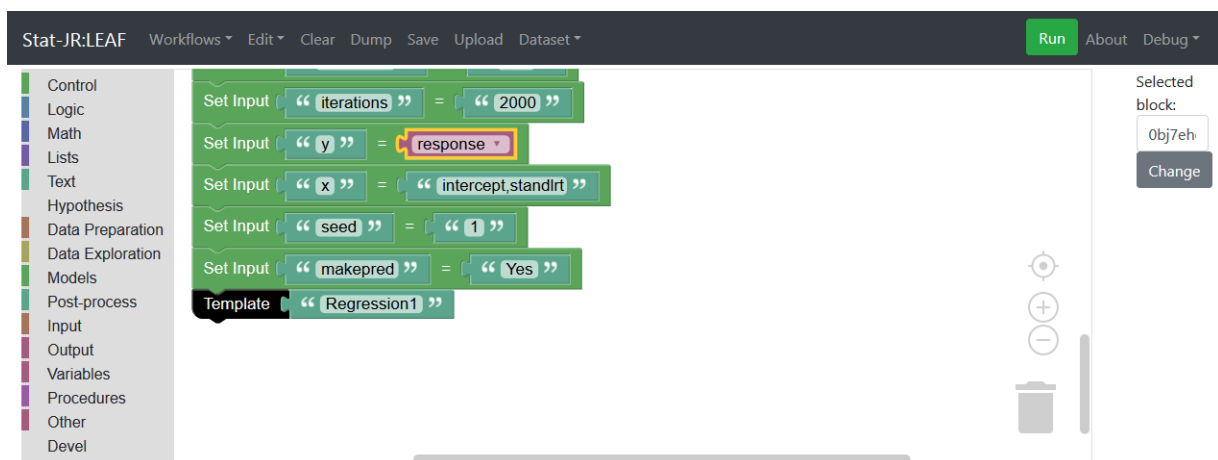 Stat-JR:LEAF Workflows Edit Clear Dump Save Upload Dataset Run About Debug
Control
Logic
Math
Lists
Text
Hypothesis
Data Preparation
Data Exploration
Models
Post-process
Input
Output
Variables
Procedures
Other
Devel
Set Input “ iterations ” = “ 2000 ”
Set Input “ y ” = response
Set Input “ x ” = “ intercept,standlrt ”
Set Input “ seed ” = “ 1 ”
Set Input “ makepred ” = “ Yes ”
Template “ Regression1 ”
Selected
block:
Change